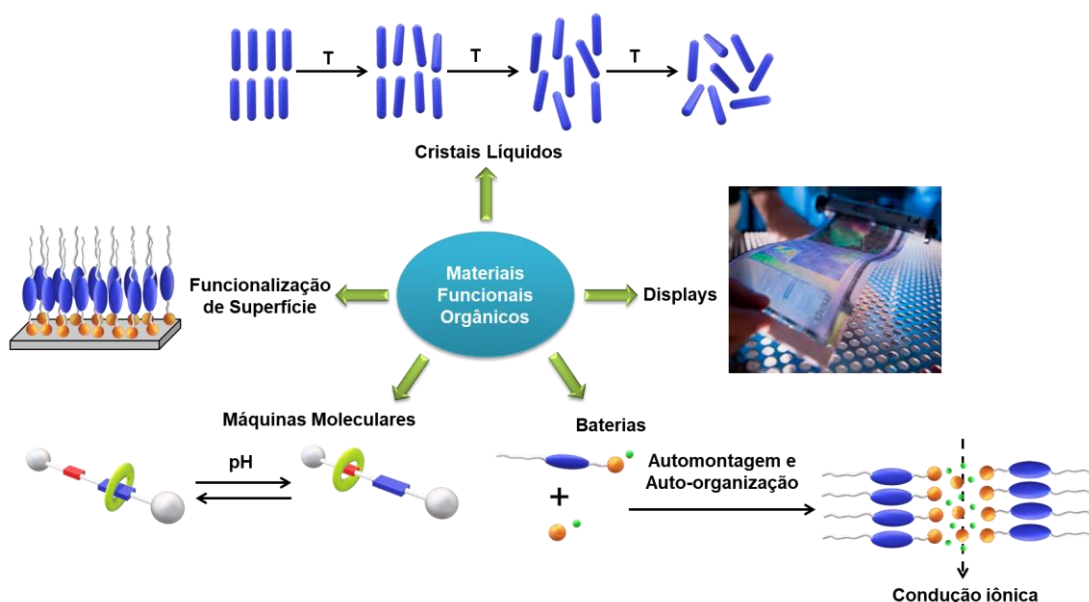 T
T
T
Cristais Líquidos
Materiais
Funcionais
Orgânicos
Funcionalização
de Superfície
Displays
Máquinas Moleculares
Baterias
pH
Automontagem e
Auto-organização
+
Condução iônica